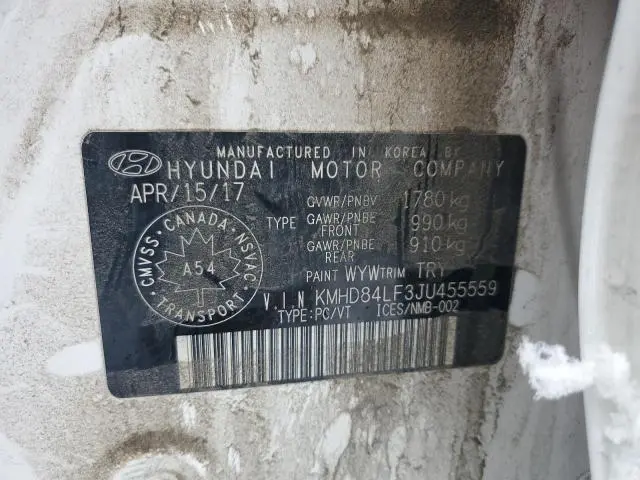 MANUFACTURED IN KOREA BY
HYUNDAI MOTOR COMPANY
APR/15/17
GVWR/PNBV 1780 kg
TYPE GAWR/PNBE FRONT 990 kg
GAWR/PNBE REAR 910 kg
PAINT WYW TRIM TRY
CMVSS. CANADA NSVAC
A54
TRANSPORT
V.I.N KMHD84LF3JU455559
TYPE:PC/VT ICES/NMB-002